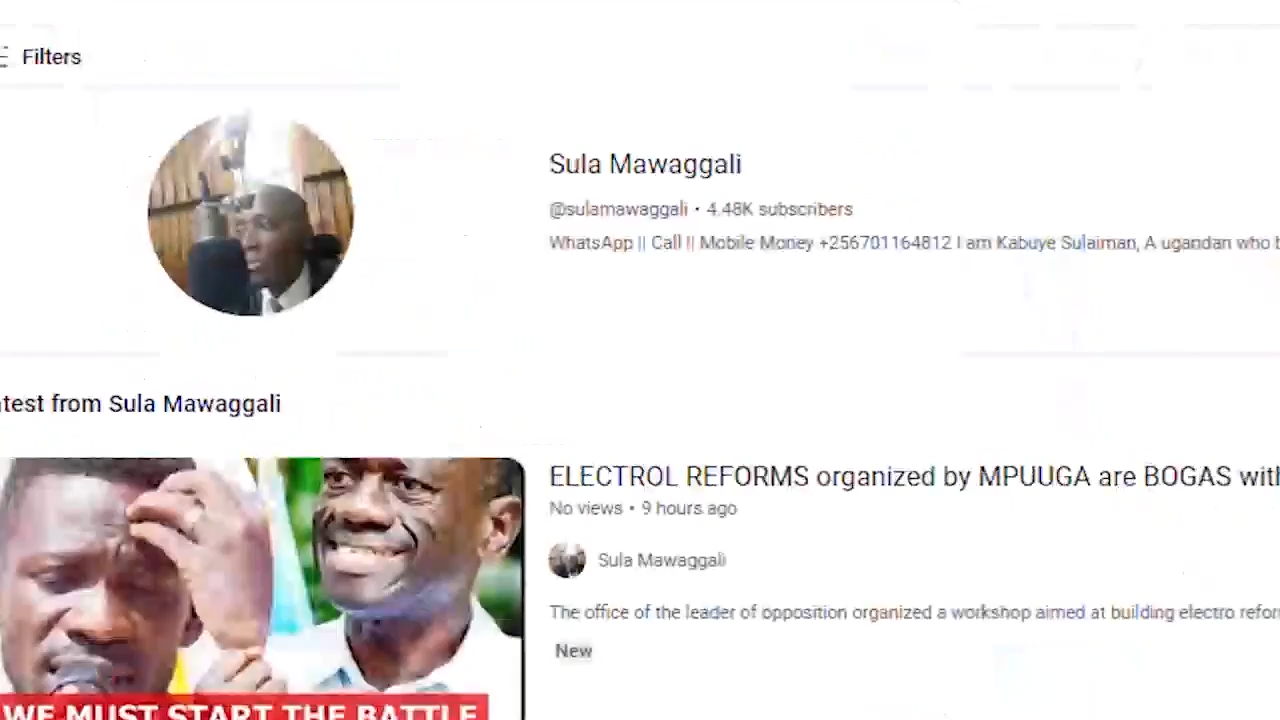 Filters
Sula Mawaggali
@sulamawaggali • 4.48K subscribers
WhatsApp || Call || Mobile Money +256701164812 I am Kabuye Sulaiman, A ugandan who
test from Sula Mawaggali
ELECTROL REFORMS organized by MPUUGA are BOGAS with
No views • 9 hours ago
Sula Mawaggali
The office of the leader of opposition organized a workshop aimed at building electro refor
New
WE MUST START THE BATTLE